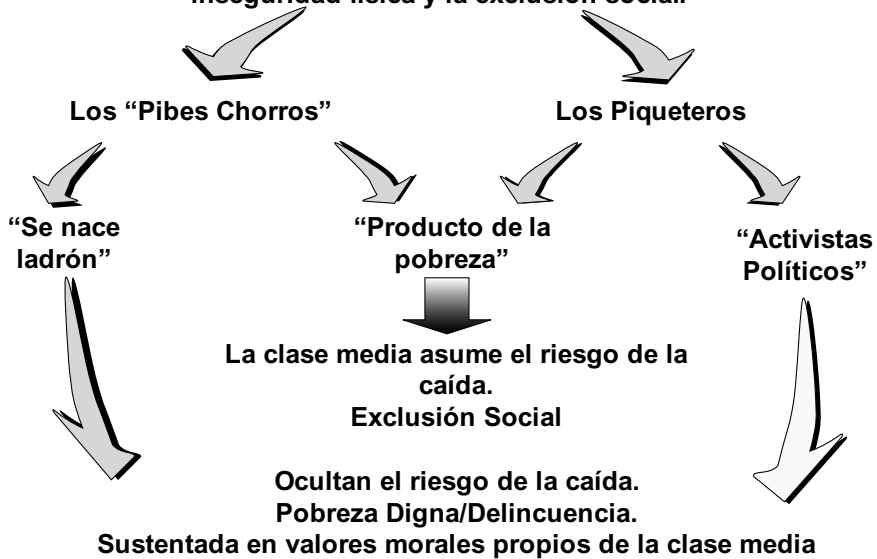 inseguridad física y la exclusión social.
Los “Pibes Chorros”
Los Piqueteros
“Se nace
ladrón”
“Producto de la
pobreza”
“Activistas
Políticos”
La clase media asume el riesgo de la
caída.
Exclusión Social
Ocultan el riesgo de la caída.
Pobreza Digna/Delincuencia.
Sustentada en valores morales propios de la clase media